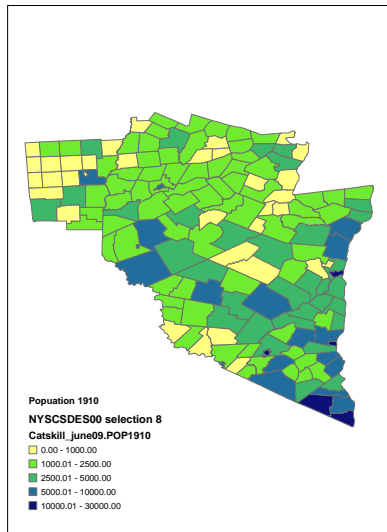 Popuation 1910
NYSCSDES00 selection 8
Catskill_june09.POP1910
0.00 - 1000.00
1000.01 - 2500.00
2500.01 - 5000.00
5000.01 - 10000.00
10000.01 - 30000.00